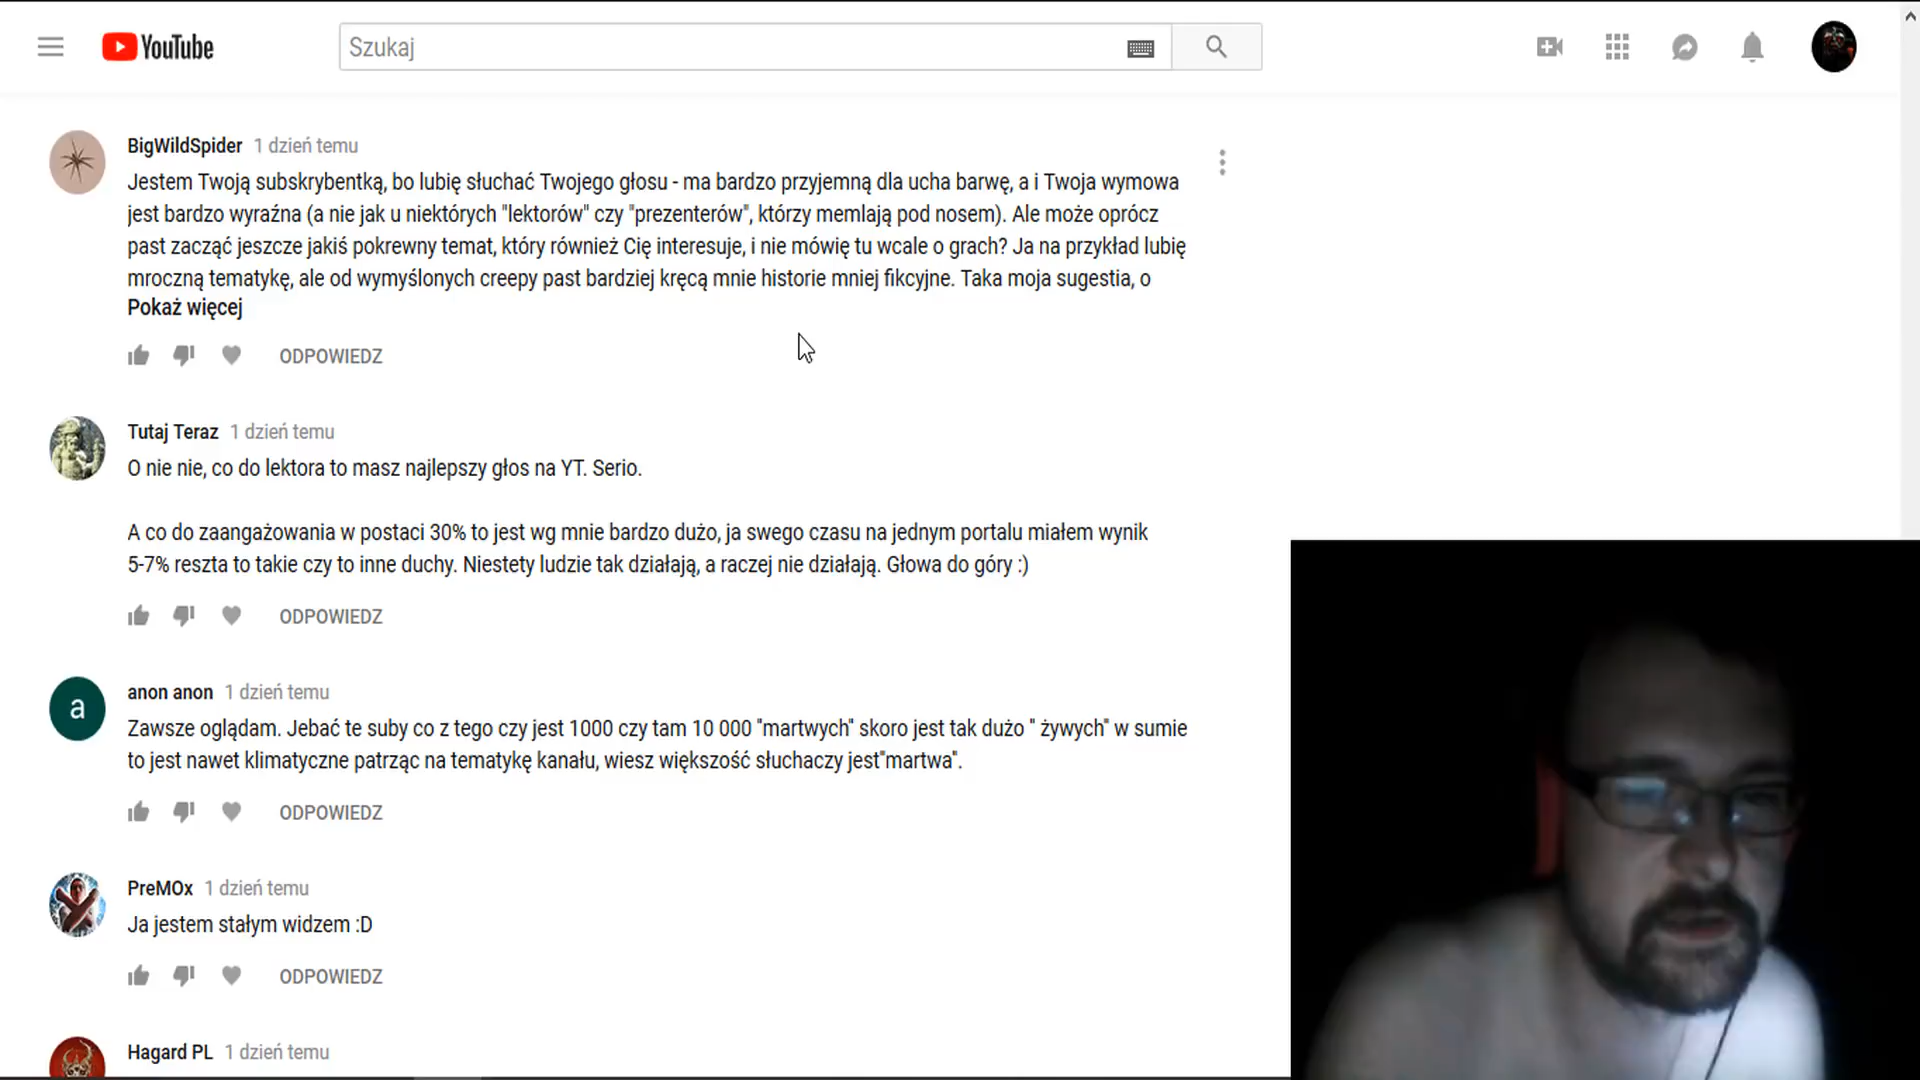 YouTube
Szukaj
BigWildSpider 1 dzień temu
Jestem Twoją subskrybentką, bo lubię słuchać Twojego głosu - ma bardzo przyjemną dla ucha barwę, a i Twoja wymowa
jest bardzo wyraźna (a nie jak u niektórych "lektorów" czy "prezenterów", którzy memlają pod nosem). Ale może oprócz
past zacząć jeszcze jakiś pokrewny temat, który również Cię interesuje, i nie mówię tu wcale o grach? Ja na przykład lubię
mroczną tematykę, ale od wymyślonych creepy past bardziej kręcą mnie historie mniej fikcyjne. Taka moja sugestia, o
Pokaż więcej
ODPOWIEDZ
Tutaj Teraz 1 dzień temu
O nie nie, co do lektora to masz najlepszy głos na YT. Serio.
A co do zaangażowania w postaci 30% to jest wg mnie bardzo dużo, ja swego czasu na jednym portalu miałem wynik
5-7% reszta to takie czy to inne duchy. Niestety ludzie tak działają, a raczej nie działają. Głowa do góry :)
ODPOWIEDZ
a
anon anon 1 dzień temu
Zawsze oglądam. Jebać te suby co z tego czy jest 1000 czy tam 10 000 "martwych" skoro jest tak dużo " żywych" w sumie
to jest nawet klimatyczne patrząc na tematykę kanału, wiesz większość słuchaczy jest"martwa".
ODPOWIEDZ
PreMOx 1 dzień temu
Ja jestem stałym widzem :D
ODPOWIEDZ
Hagard PL 1 dzień temu